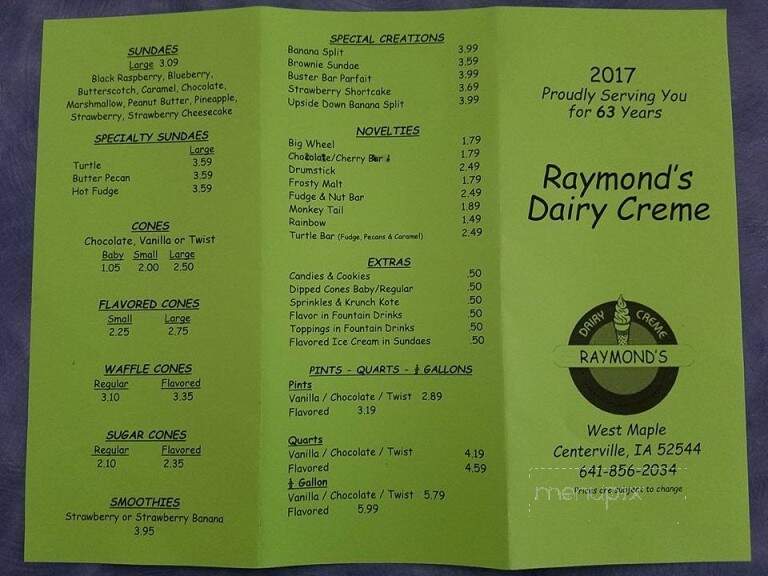 SUNDAES
Large 3.09
Black Raspberry, Blueberry,
Butterscotch, Caramel, Chocolate,
Marshmallow, Peanut Butter, Pineapple,
Strawberry, Strawberry Cheesecake
SPECIALTY SUNDAES
Large
Turtle 3.59
Butter Pecan 3.59
Hot Fudge 3.59
CONES
Chocolate, Vanilla or Twist
Baby Small Large
1.05 2.00 2.50
FLAVORED CONES
Small Large
2.25 2.75
WAFFLE CONES
Regular Flavored
3.10 3.35
SUGAR CONES
Regular Flavored
2.10 2.35
SMOOTHIES
Strawberry or Strawberry Banana
3.95
SPECIAL CREATIONS
Banana Split 3.99
Brownie Sundae 3.59
Buster Bar Parfait 3.99
Strawberry Shortcake 3.69
Upside Down Banana Split 3.99
NOVELTIES
Big Wheel 1.79
Chocolate/Cherry Bar 1.79
Drumstick 2.49
Frosty Malt 1.79
Fudge & Nut Bar 2.49
Monkey Tail 1.89
Rainbow 1.49
Turtle Bar (Fudge, Pecans & Caramel) 2.49
EXTRAS
Candies & Cookies .50
Dipped Cones Baby/Regular .50
Sprinkles & Krunch Kote .50
Flavor in Fountain Drinks .50
Toppings in Fountain Drinks .50
Flavored Ice Cream in Sundaes .50
PINTS - QUARTS - ½ GALLONS
Pints
Vanilla / Chocolate / Twist 2.89
Flavored 3.19
Quarts
Vanilla / Chocolate / Twist 4.19
Flavored 4.59
½ Gallon
Vanilla / Chocolate / Twist 5.79
Flavored 5.99
2017
Proudly Serving You
for 63 Years
Raymond's
Dairy Creme
DAIRY CREME
RAYMOND'S
West Maple
Centerville, IA 52544
641-856-2034
Prices are subject to change
menupix